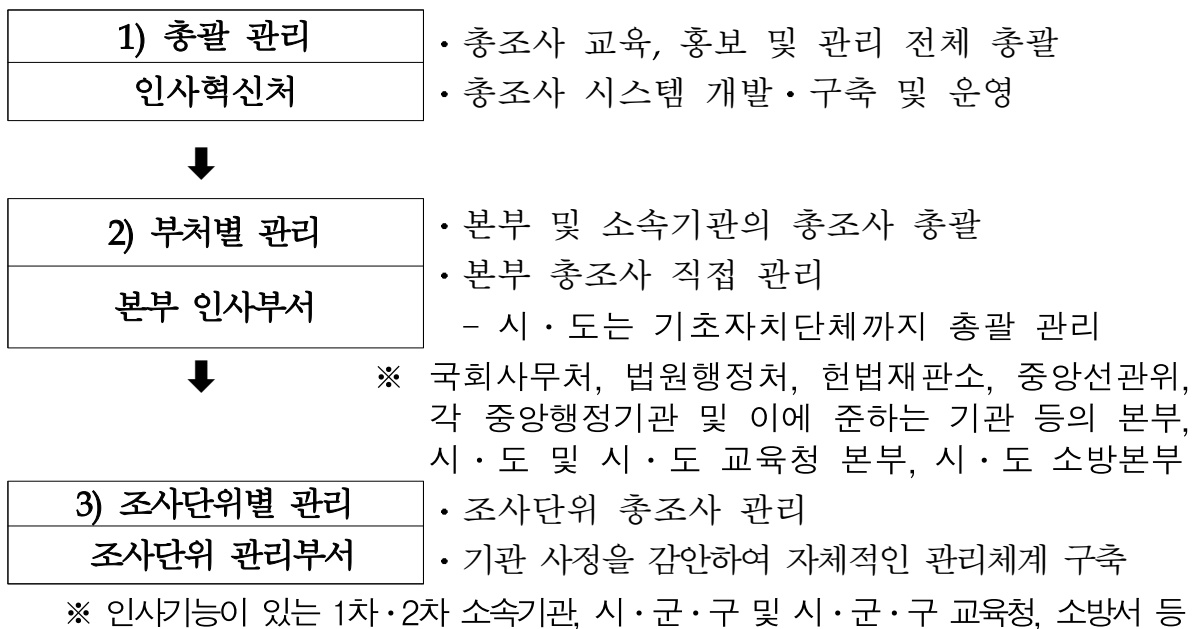 1) 총괄 관리
인사혁신처
・총조사 교육, 홍보 및 관리 전체 총괄
・총조사 시스템 개발・구축 및 운영
⬇
2) 부처별 관리
본부 인사부서
・본부 및 소속기관의 총조사 총괄
・본부 총조사 직접 관리
- 시・도는 기초자치단체까지 총괄 관리
⬇
※ 국회사무처, 법원행정처, 헌법재판소, 중앙선관위,
각 중앙행정기관 및 이에 준하는 기관 등의 본부,
시・도 및 시・도 교육청 본부, 시・도 소방본부
3) 조사단위별 관리
조사단위 관리부서
・조사단위 총조사 관리
・기관 사정을 감안하여 자체적인 관리체계 구축
※ 인사기능이 있는 1차・2차 소속기관, 시・군・구 및 시・군・구 교육청, 소방서 등